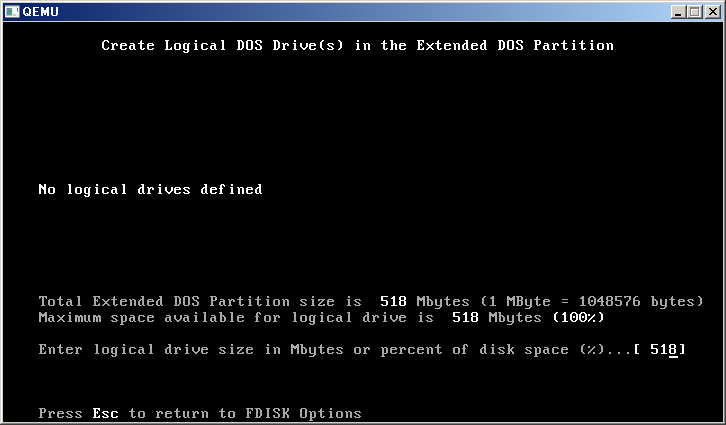 QEMU
Create Logical DOS Drive(s) in the Extended DOS Partition
No logical drives defined
Total Extended DOS Partition size is  518 Mbytes (1 MByte = 1048576 bytes)
Maximum space available for logical drive is  518 Mbytes (100%)
Enter logical drive size in Mbytes or percent of disk space (%)...[ 518]
Press Esc to return to FDISK Options